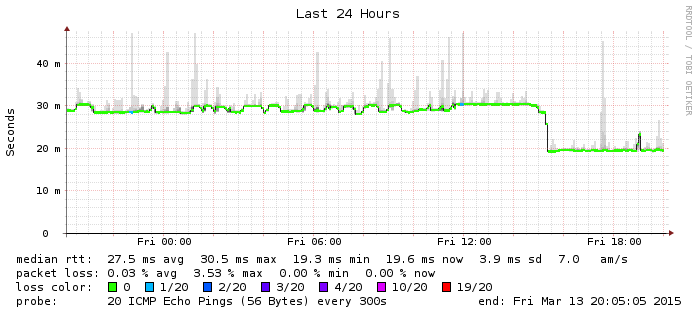 Last 24 Hours
RRDTOOL / TOBI OETIKER
Seconds
40 m
30 m
20 m
10 m
0
Fri 00:00 Fri 06:00 Fri 12:00 Fri 18:00
median rtt: 27.5 ms avg 30.5 ms max 19.3 ms min 19.6 ms now 3.9 ms sd 7.0 am/s
packet loss: 0.03 % avg 3.53 % max 0.00 % min 0.00 % now
loss color: 0 1/20 2/20 3/20 4/20 10/20 19/20
probe: 20 ICMP Echo Pings (56 Bytes) every 300s end: Fri Mar 13 20:05:05 2015